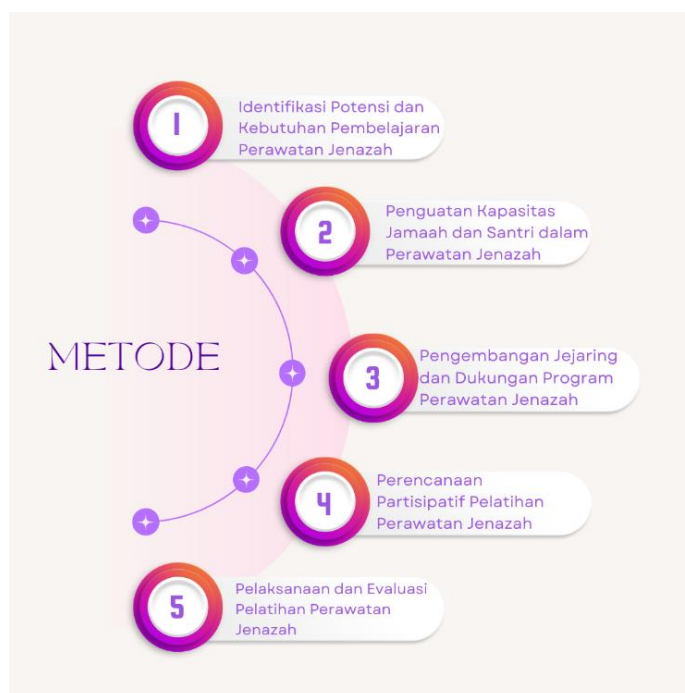 METODE
1
Identifikasi Potensi dan
Kebutuhan Pembelajaran
Perawatan Jenazah
2
Penguatan Kapasitas
Jamaah dan Santri dalam
Perawatan Jenazah
3
Pengembangan Jejaring
dan Dukungan Program
Perawatan Jenazah
4
Perencanaan
Partisipatif Pelatihan
Perawatan Jenazah
5
Pelaksanaan dan Evaluasi
Pelatihan Perawatan
Jenazah